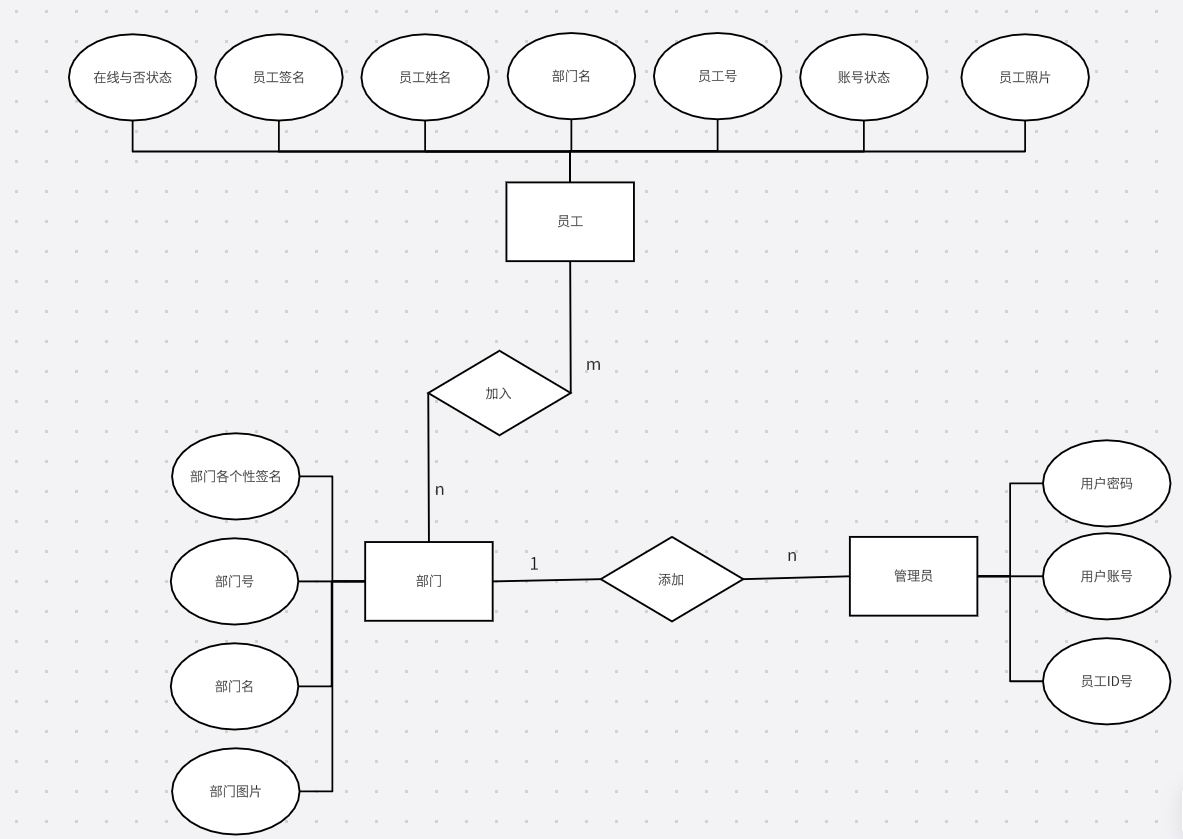 在线与否状态
员工签名
员工姓名
部门名
员工号
账号状态
员工照片
员工
m
加入
n
部门各个性签名
部门号
部门名
部门图片
部门
1
添加
n
管理员
用户密码
用户账号
员工ID号